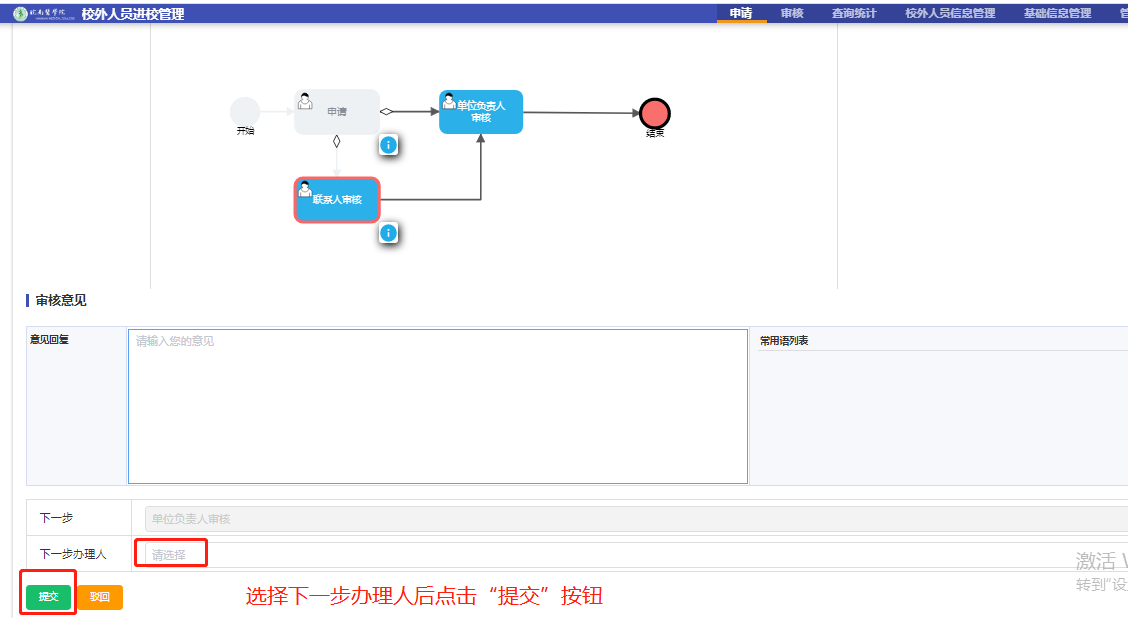 皖南医学院 校外人员进校管理 申请 审核 查询统计 校外人员信息管理 基础信息管理
申请
单位负责人
审核
开始
结束
联系人审核
审核意见
意见回复
请输入您的意见
常用语列表
下一步
单位负责人审核
下一步办理人
请选择
提交
驳回
选择下一步办理人后点击“提交”按钮
激活
转到“设